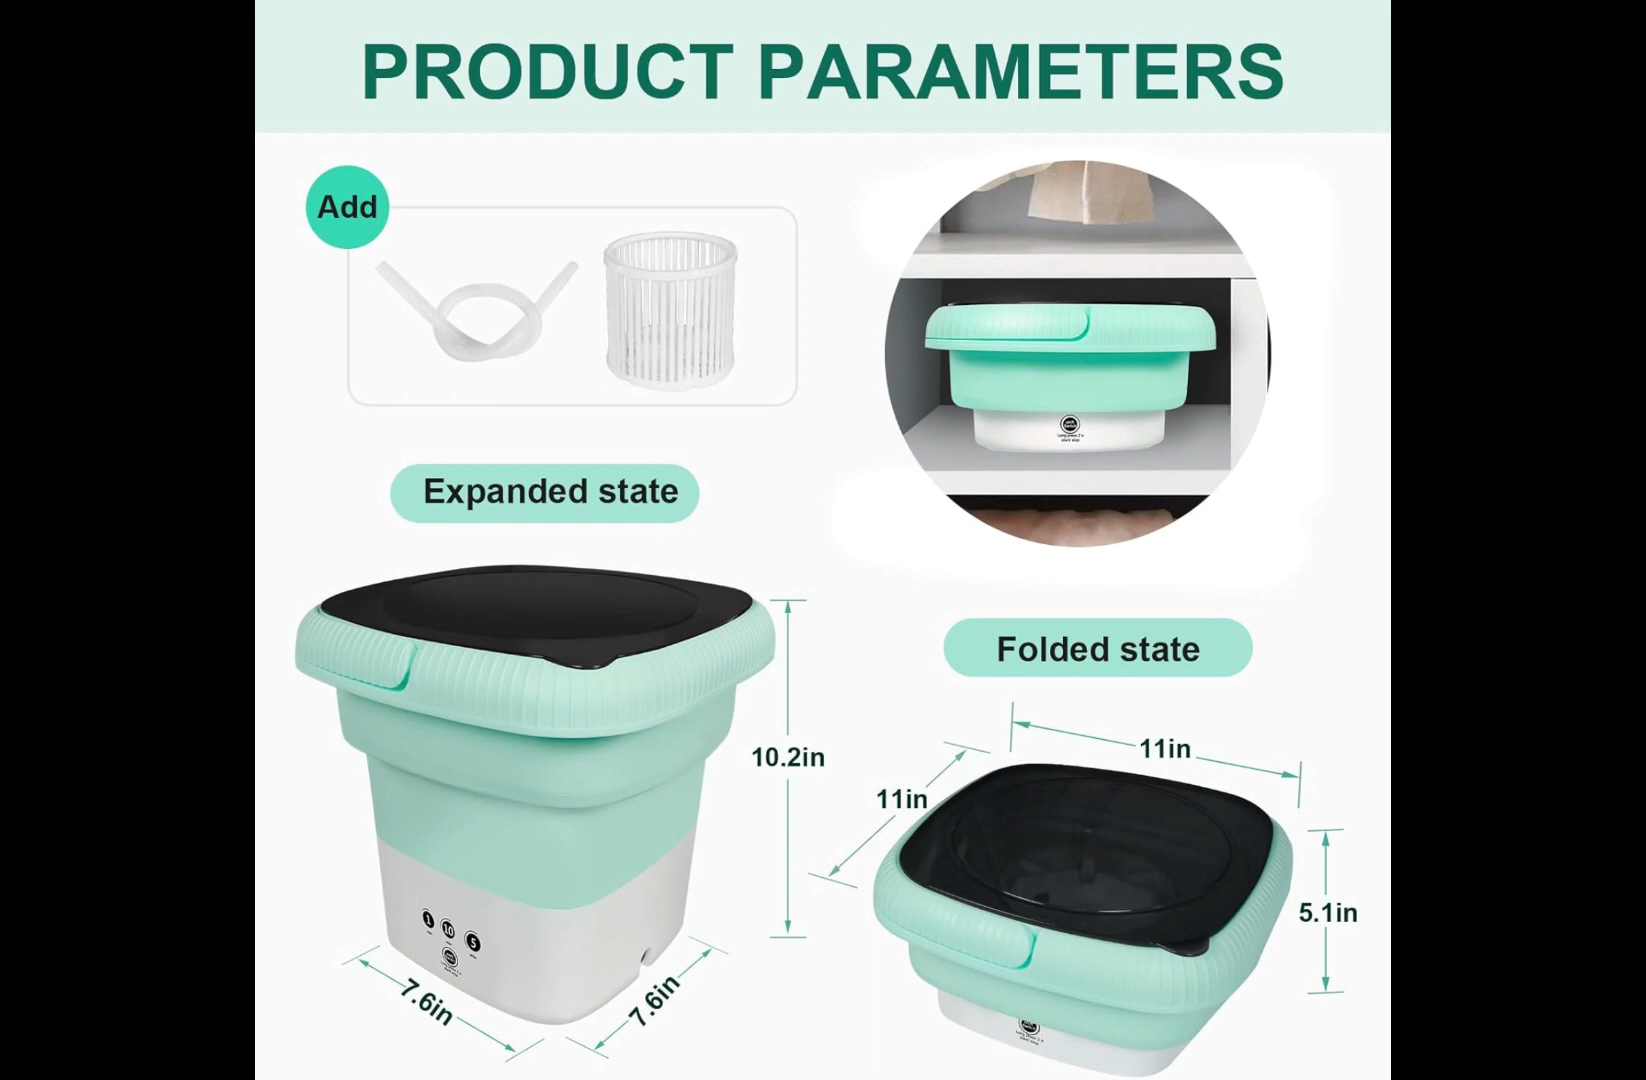 PRODUCT PARAMETERS
Add
Expanded state
10.2in
7.6in
7.6in
1
10
5
Folded state
11in
11in
5.1in